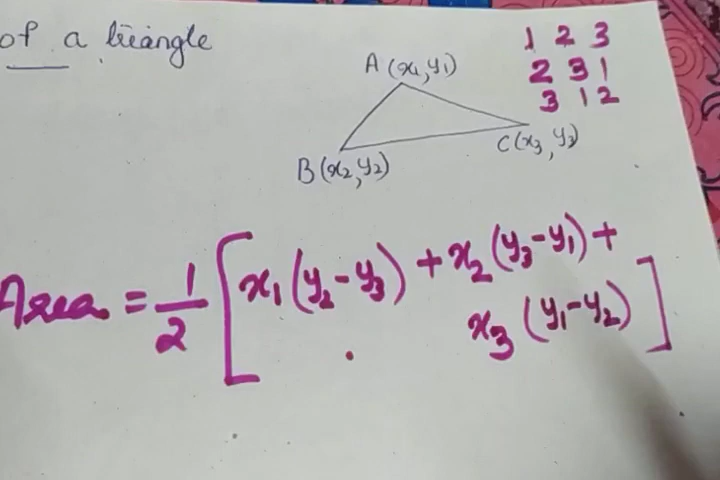 of a triangle
1 2 3
2 3 1
3 1 2
A (x₁, y₁)
B (x₂, y₂)
C (x₃, y₃)
Area = 1/2 [x₁ (y₂ - y₃) + x₂ (y₃ - y₁) +
x₃ (y₁ - y₂)]